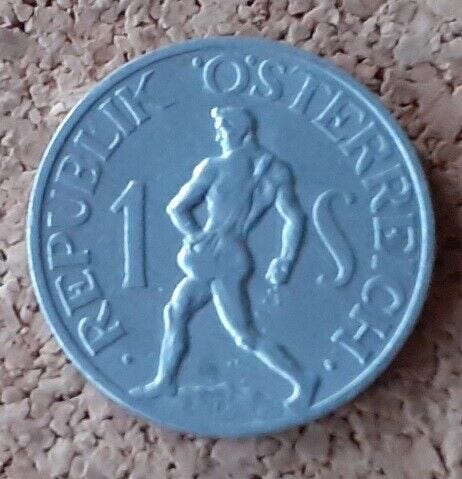 · REPUBLIK ÖSTERREICH ·
1 S